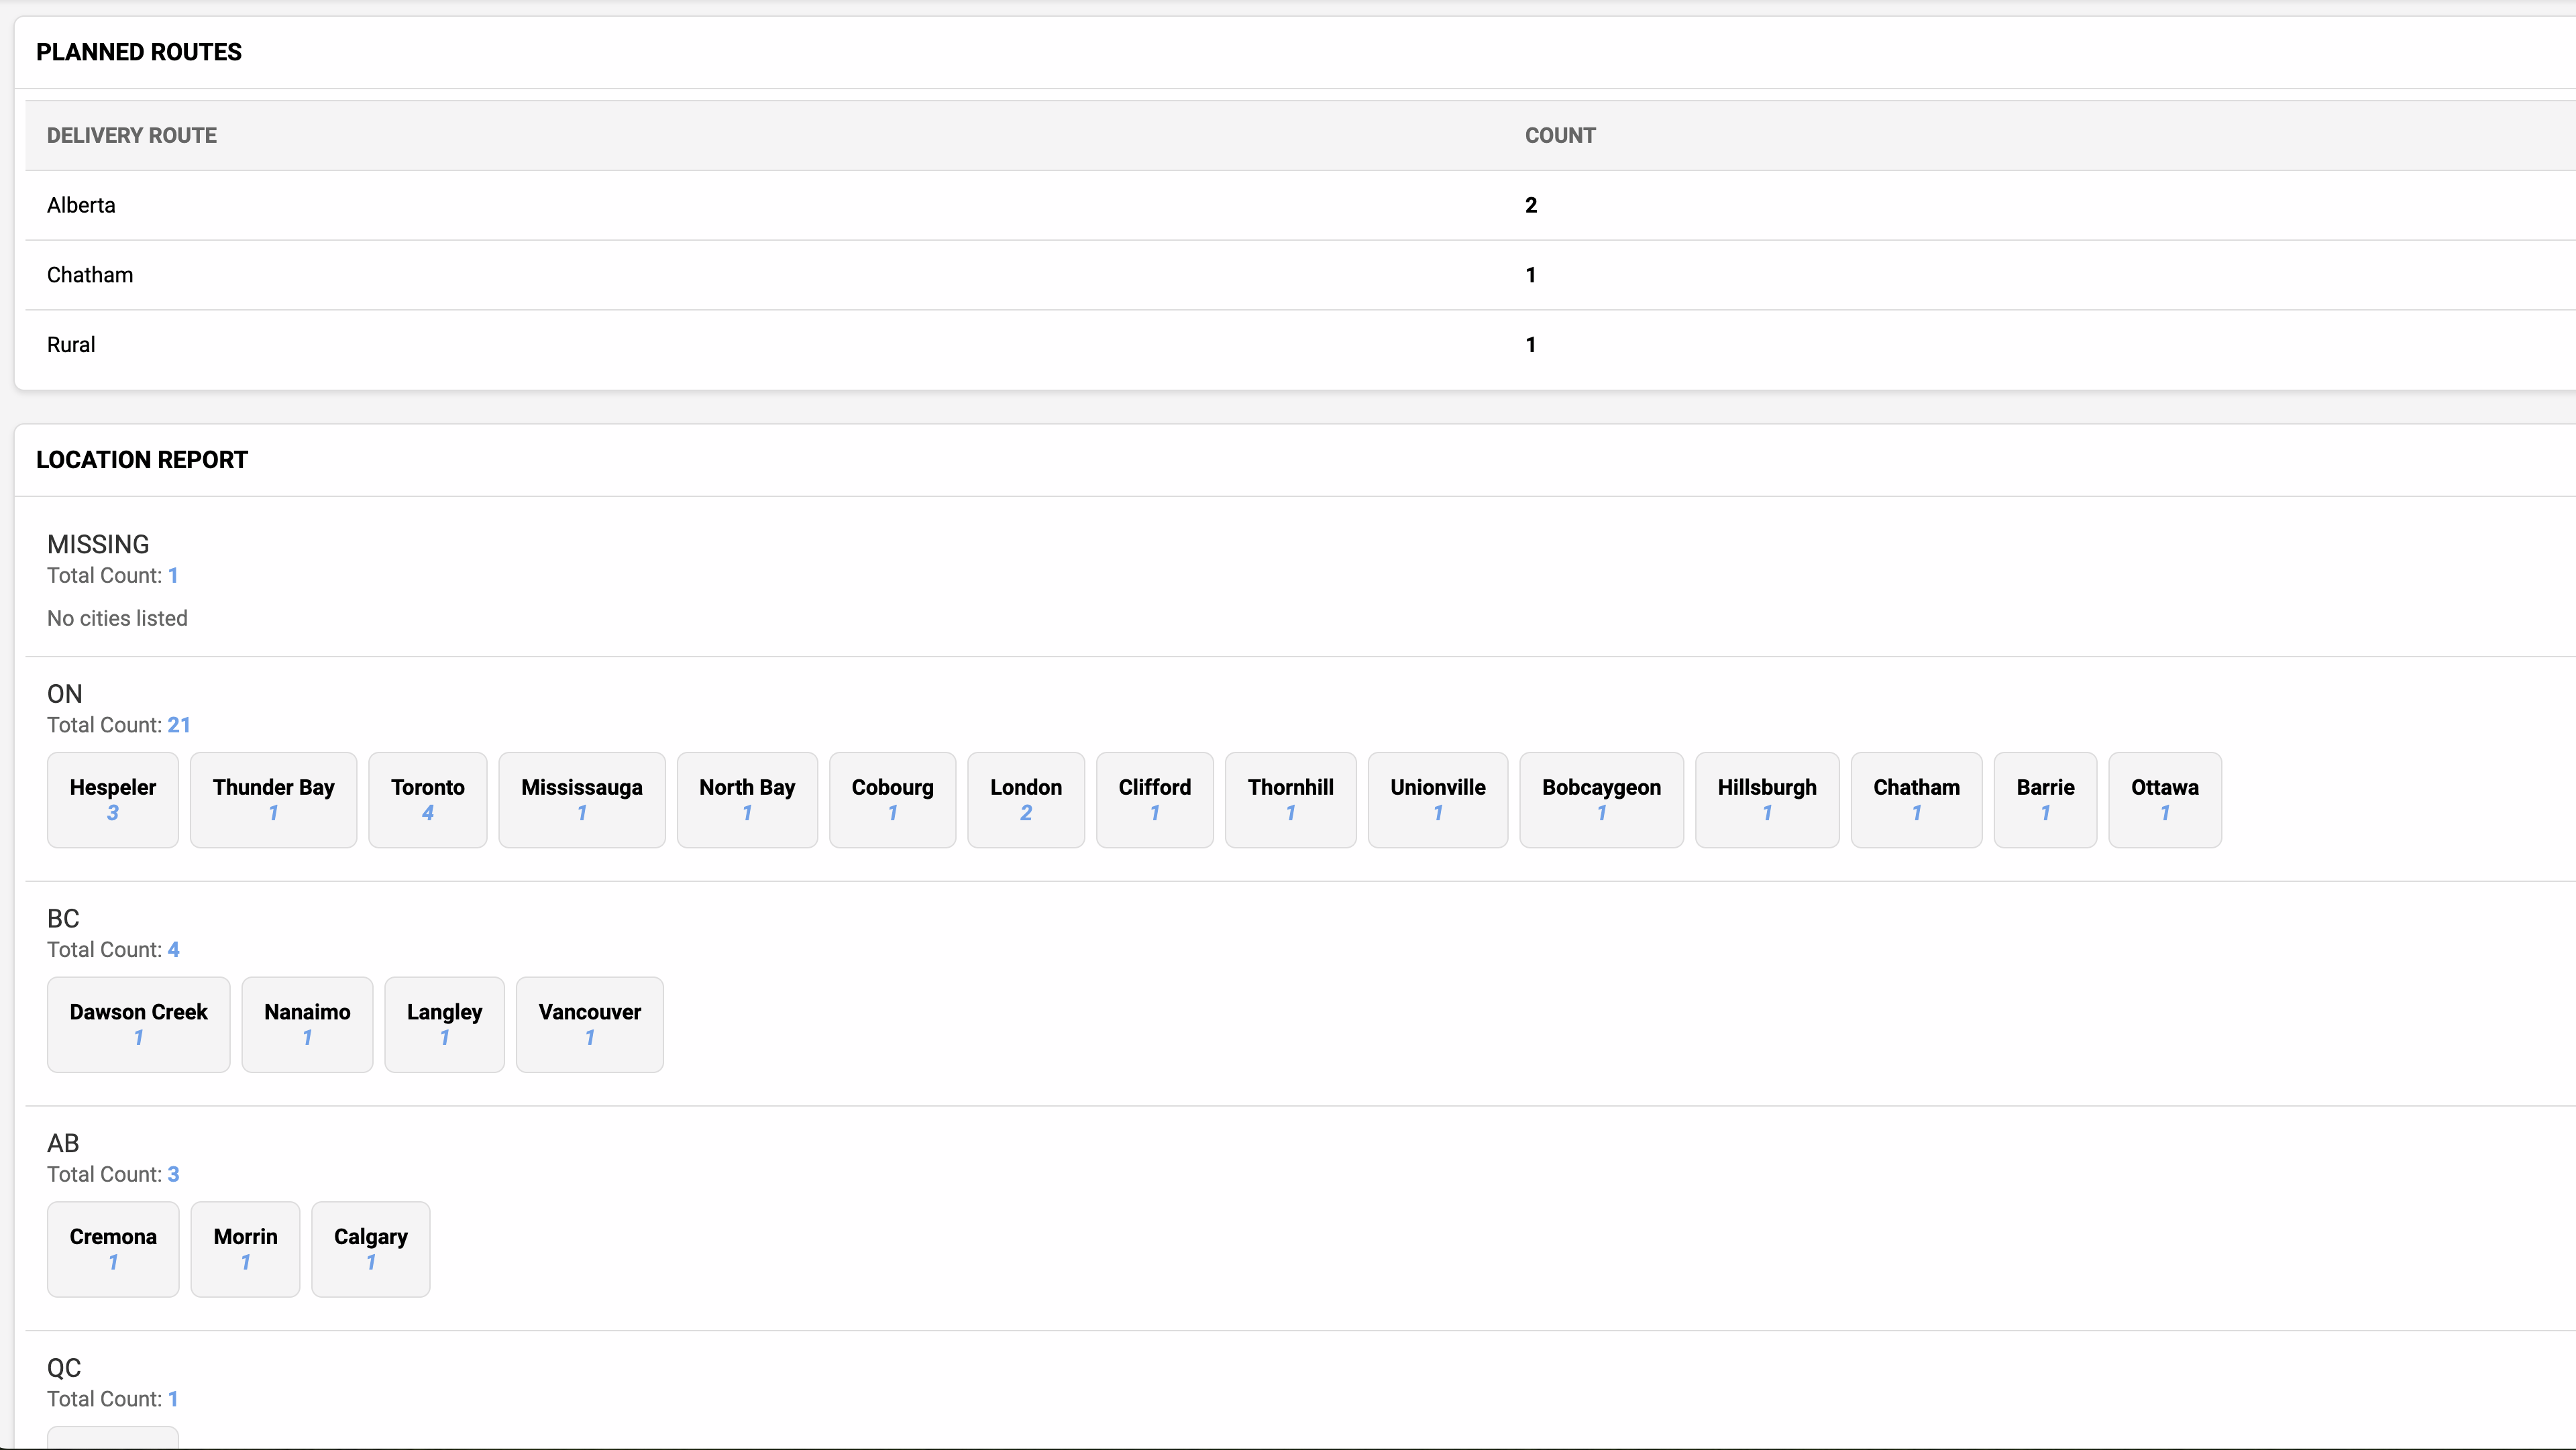 PLANNED ROUTES
DELIVERY ROUTE COUNT
Alberta 2
Chatham 1
Rural 1
LOCATION REPORT
MISSING
Total Count: 1
No cities listed
ON
Total Count: 21
Hespeler Thunder Bay Toronto Mississauga North Bay Cobourg London Clifford Thornhill Unionville Bobcaygeon Hillsburgh Chatham Barrie Ottawa
3 1 4 1 1 1 2 1 1 1 1 1 1 1 1
BC
Total Count: 4
Dawson Creek Nanaimo Langley Vancouver
1 1 1 1
AB
Total Count: 3
Cremona Morrin Calgary
1 1 1
QC
Total Count: 1